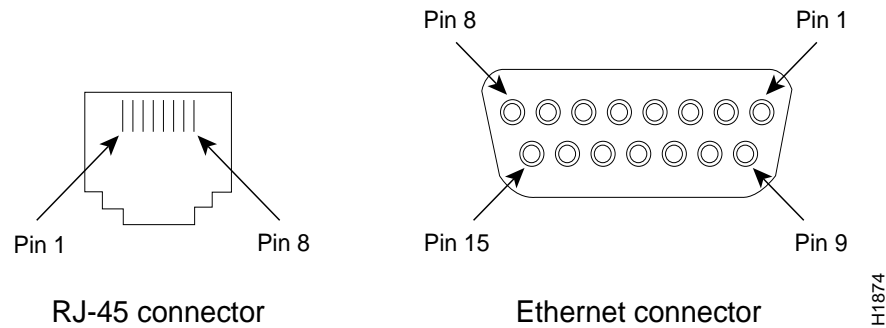 Pin 8
Pin 1
Pin 1
Pin 8
Pin 15
Pin 9
RJ-45 connector
Ethernet connector
H1874